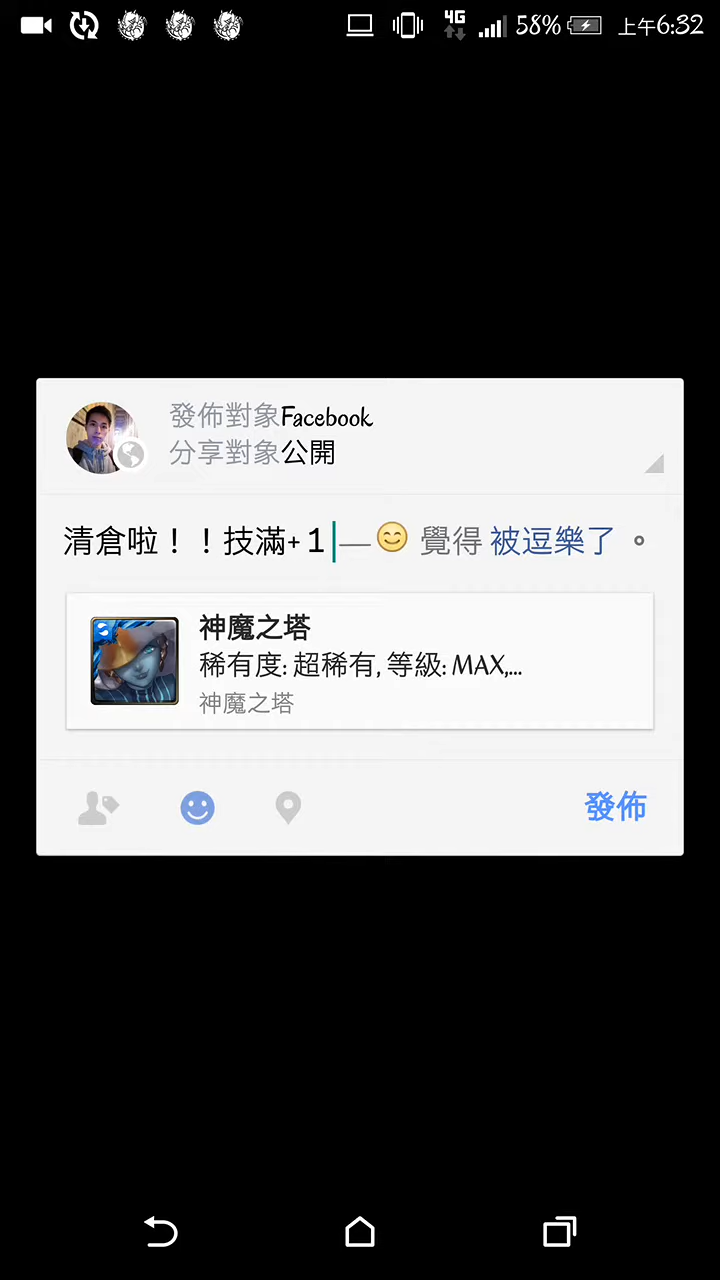 58% 上午6:32
4G
發佈對象Facebook
分享對象公開
清倉啦！！技滿+1 — 😊 覺得 被逗樂了 。
神魔之塔
稀有度: 超稀有, 等級: MAX,...
神魔之塔
發佈